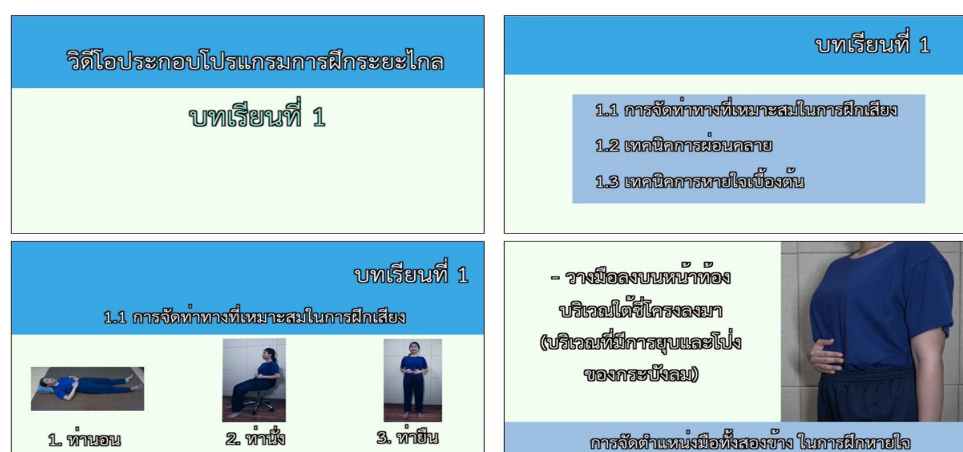 วิดีโอประกอบโปรแกรมการฝึกระยะไกล
บทเรียนที่ 1
บทเรียนที่ 1
1.1 การจัดท่าทางที่เหมาะสมในการฝึกเสียง
1.2 เทคนิคการผ่อนคลาย
1.3 เทคนิคการหายใจเบื้องต้น
บทเรียนที่ 1
1.1 การจัดท่าทางที่เหมาะสมในการฝึกเสียง
1. ท่านอน
2. ท่านั่ง
3. ท่ายืน
- วางมือลงบนหน้าท้อง
บริเวณใต้ซี่โครงลงมา
(บริเวณที่มีการยุบและโป่ง
ของกระบังลม)
การจัดตำแหน่งมือทั้งสองข้าง ในการฝึกหายใจ